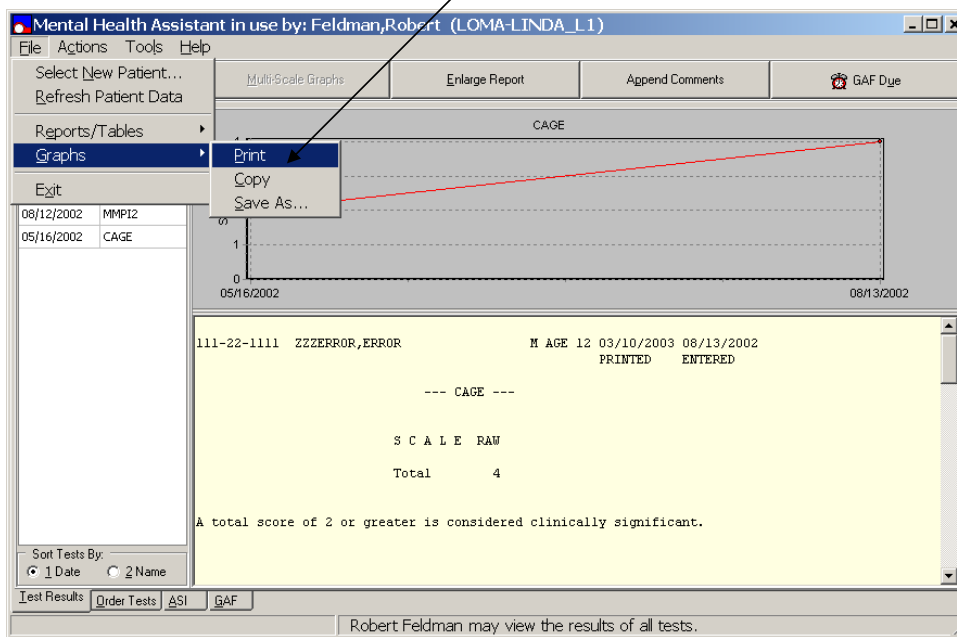 Mental Health Assistant in use by: Feldman,Robert (LOMA-LINDA_L1)
File Actions Tools Help
Select New Patient...
Refresh Patient Data
Reports/Tables
Graphs
Exit
Print
Copy
Save As...
Multi-Scale Graphs
Enlarge Report
Append Comments
GAF Due
CAGE
4
S
1
0
05/16/2002
08/13/2002
08/12/2002 MMPI2
05/16/2002 CAGE
111-22-1111 ZZZERROR,ERROR M AGE 12 03/10/2003 08/13/2002
PRINTED ENTERED
--- CAGE ---
S C A L E RAW
Total 4
A total score of 2 or greater is considered clinically significant.
Sort Tests By:
1 Date 2 Name
Test Results Order Tests ASI GAF
Robert Feldman may view the results of all tests.